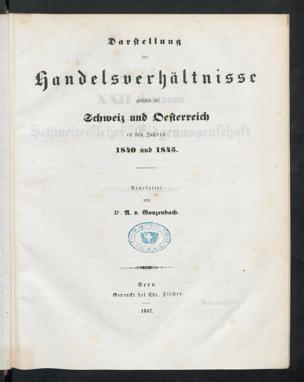 Darstellung
der
Handelsverhältnisse
zwischen der
Schweiz und Oesterreich
in den Jahren
1840 und 1845.
Bearbeitet
von
Dr. A. v. Gonzenbach.
Bern.
Gedruckt bei Chr. Fischer.
1847.